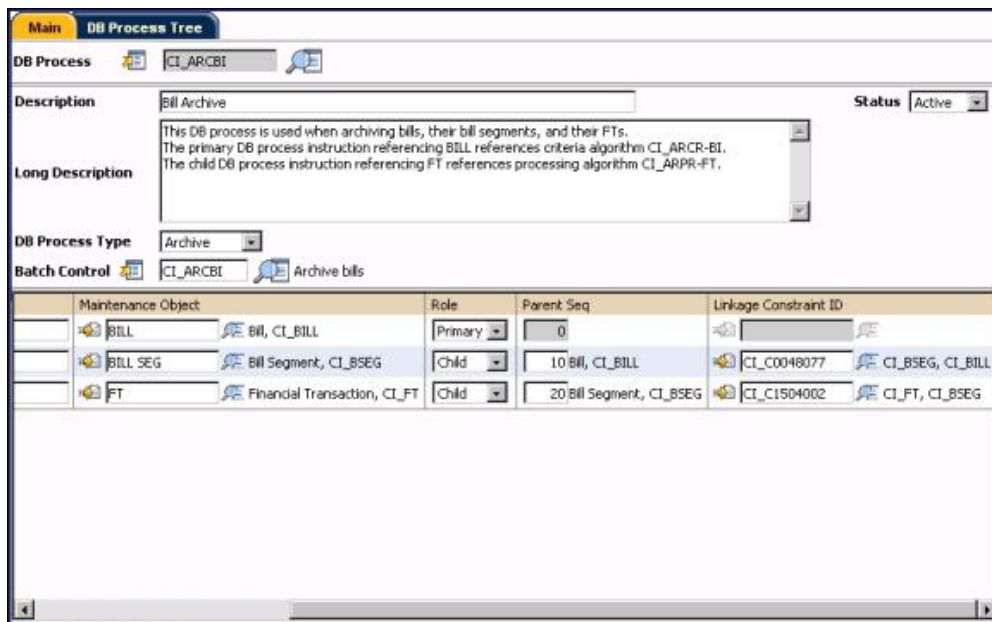 Main DB Process Tree
DB Process CI_ARCBI
Description Bill Archive Status Active
This DB process is used when archiving bills, their bill segments, and their FTs.
The primary DB process instruction referencing BILL references criteria algorithm CI_ARCR-BI.
The child DB process instruction referencing FT references processing algorithm CI_ARPR-FT.
Long Description
DB Process Type Archive
Batch Control CI_ARCBI Archive bills
Maintenance Object Role Parent Seq Linkage Constraint ID
BILL Bill, CI_BILL Primary 0
BILL SEG Bill Segment, CI_BSEG Child 10 Bill, CI_BILL CI_C0048077 CI_BSEG, CI_BILL
FT Financial Transaction, CI_FT Child 20 Bill Segment, CI_BSEG CI_C1504002 CI_FT, CI_BSEG